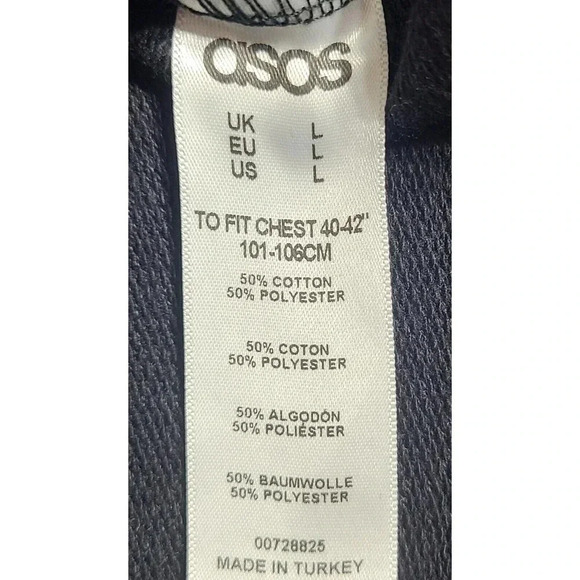 asos
UK L
EU L
US L
TO FIT CHEST 40-42"
101-106CM
50% COTTON
50% POLYESTER
50% COTON
50% POLYESTER
50% ALGODÓN
50% POLIÉSTER
50% BAUMWOLLE
50% POLYESTER
00728825
MADE IN TURKEY